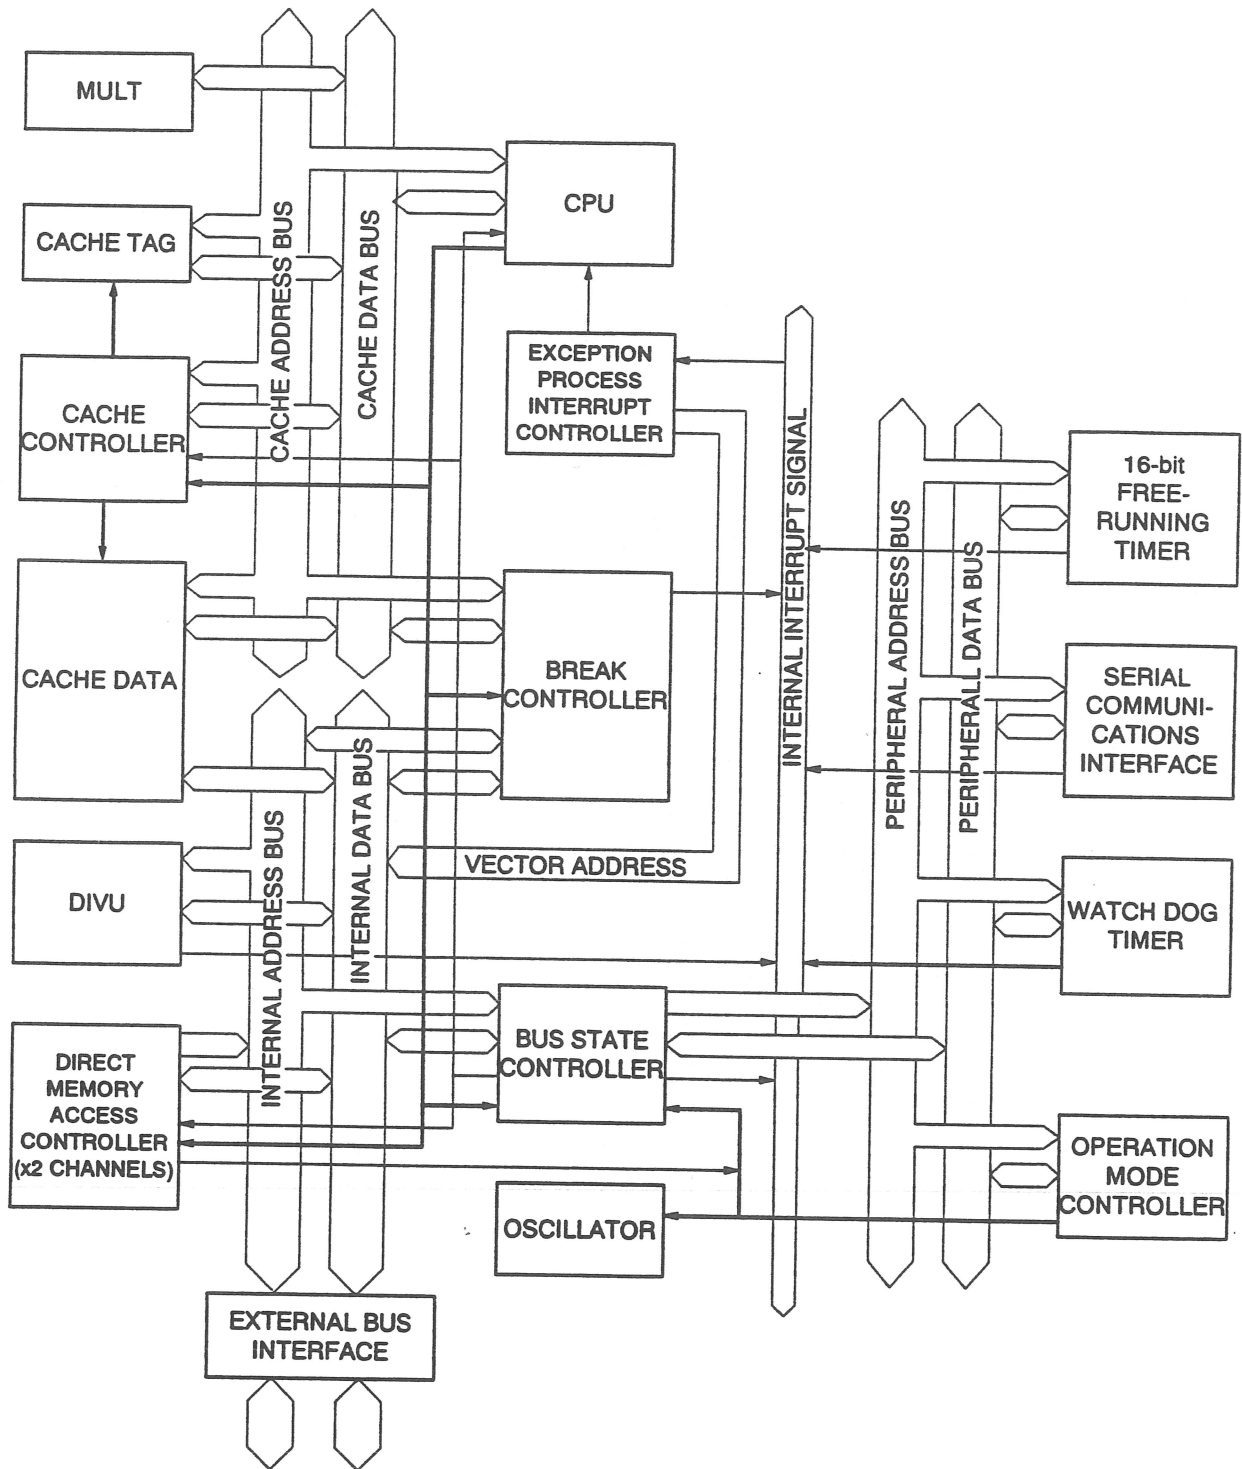 MULT
CACHE TAG
CACHE
CONTROLLER
CACHE DATA
DIVU
DIRECT
MEMORY
ACCESS
CONTROLLER
(x2 CHANNELS)
CACHE ADDRESS BUS
CACHE DATA BUS
INTERNAL ADDRESS BUS
INTERNAL DATA BUS
CPU
EXCEPTION
PROCESS
INTERRUPT
CONTROLLER
BREAK
CONTROLLER
VECTOR ADDRESS
BUS STATE
CONTROLLER
OSCILLATOR
EXTERNAL BUS
INTERFACE
INTERNAL INTERRUPT SIGNAL
PERIPHERAL ADDRESS BUS
PERIPHERALL DATA BUS
16-bit
FREE-
RUNNING
TIMER
SERIAL
COMMUNI-
CATIONS
INTERFACE
WATCH DOG
TIMER
OPERATION
MODE
CONTROLLER